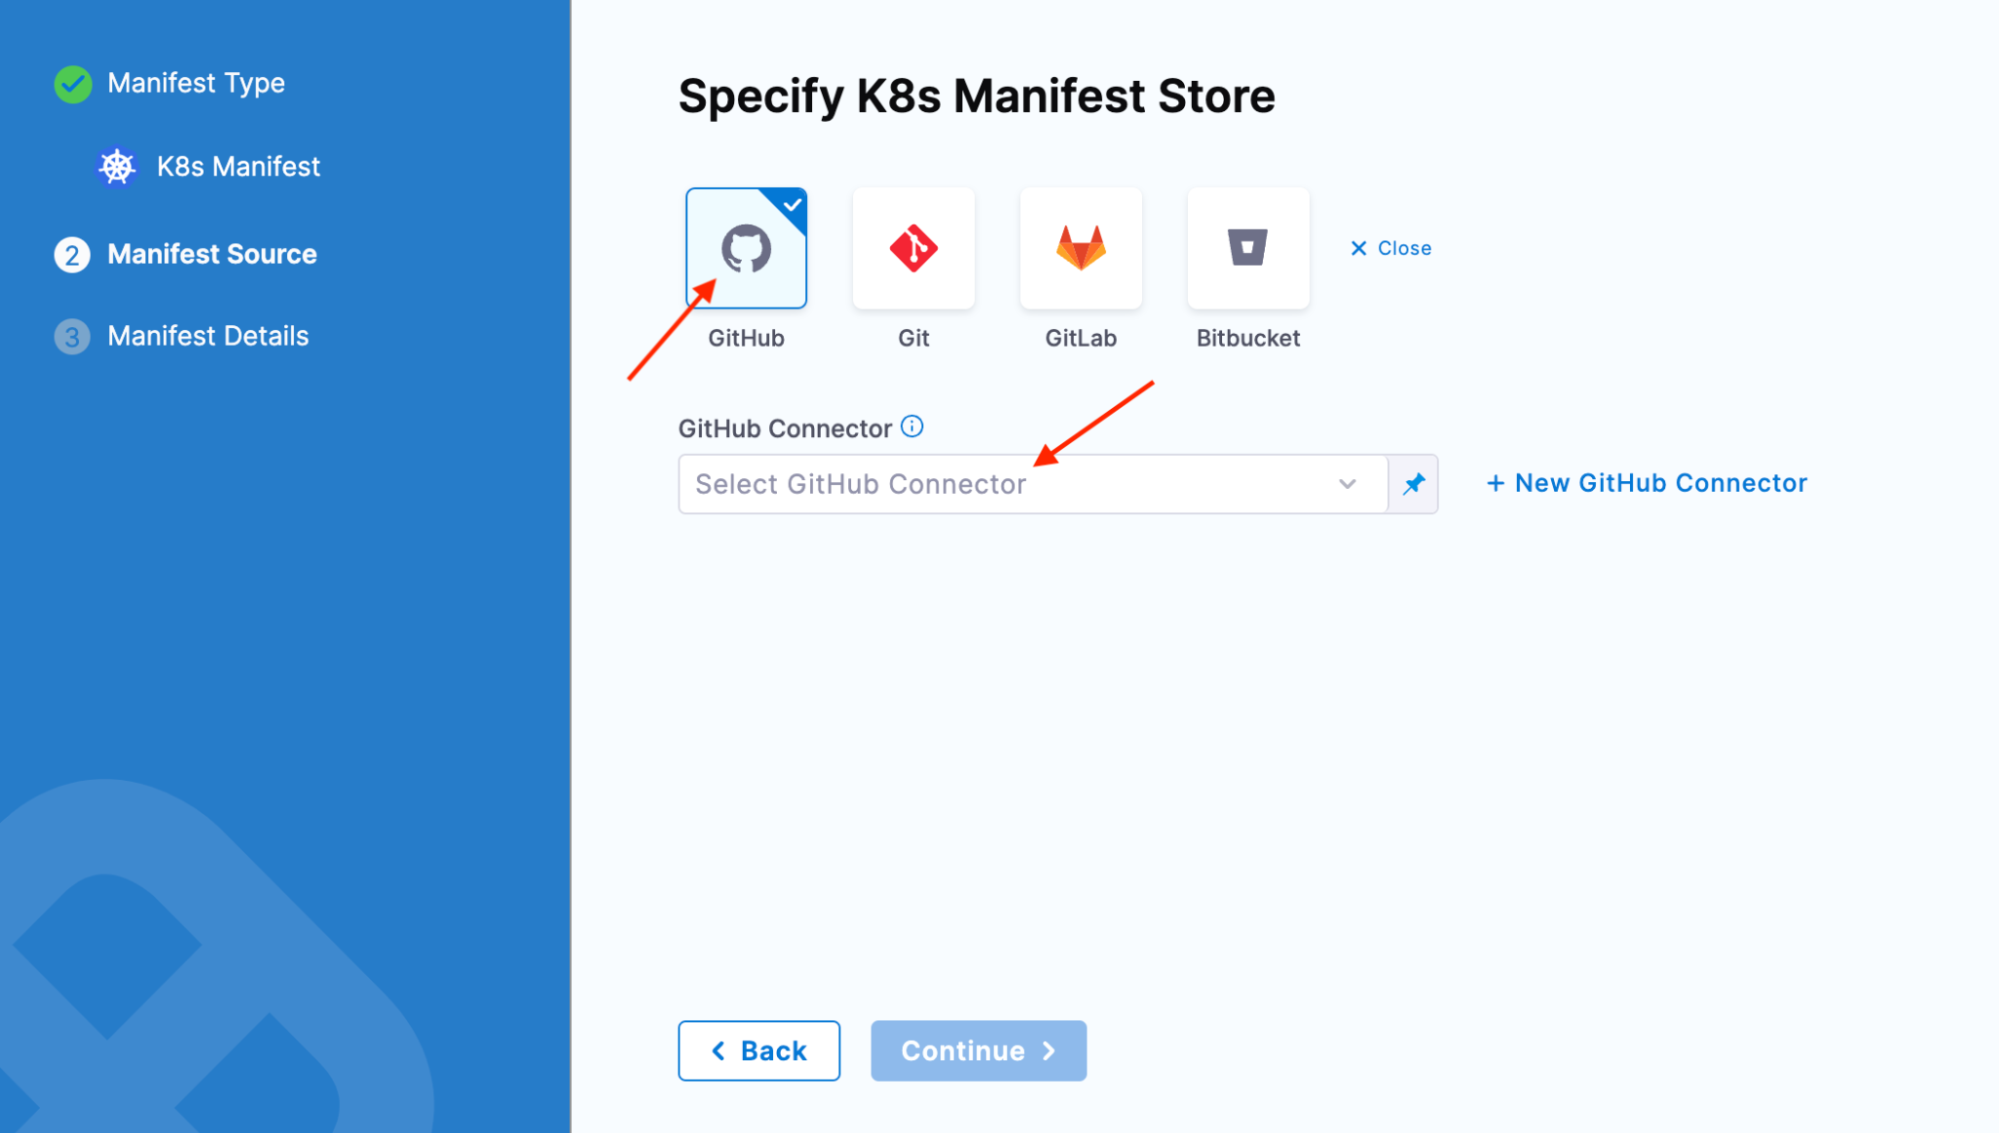 Manifest Type
K8s Manifest
2 Manifest Source
3 Manifest Details
Specify K8s Manifest Store
GitHub
Git
GitLab
Bitbucket
Close
GitHub Connector
Select GitHub Connector
+ New GitHub Connector
Back
Continue